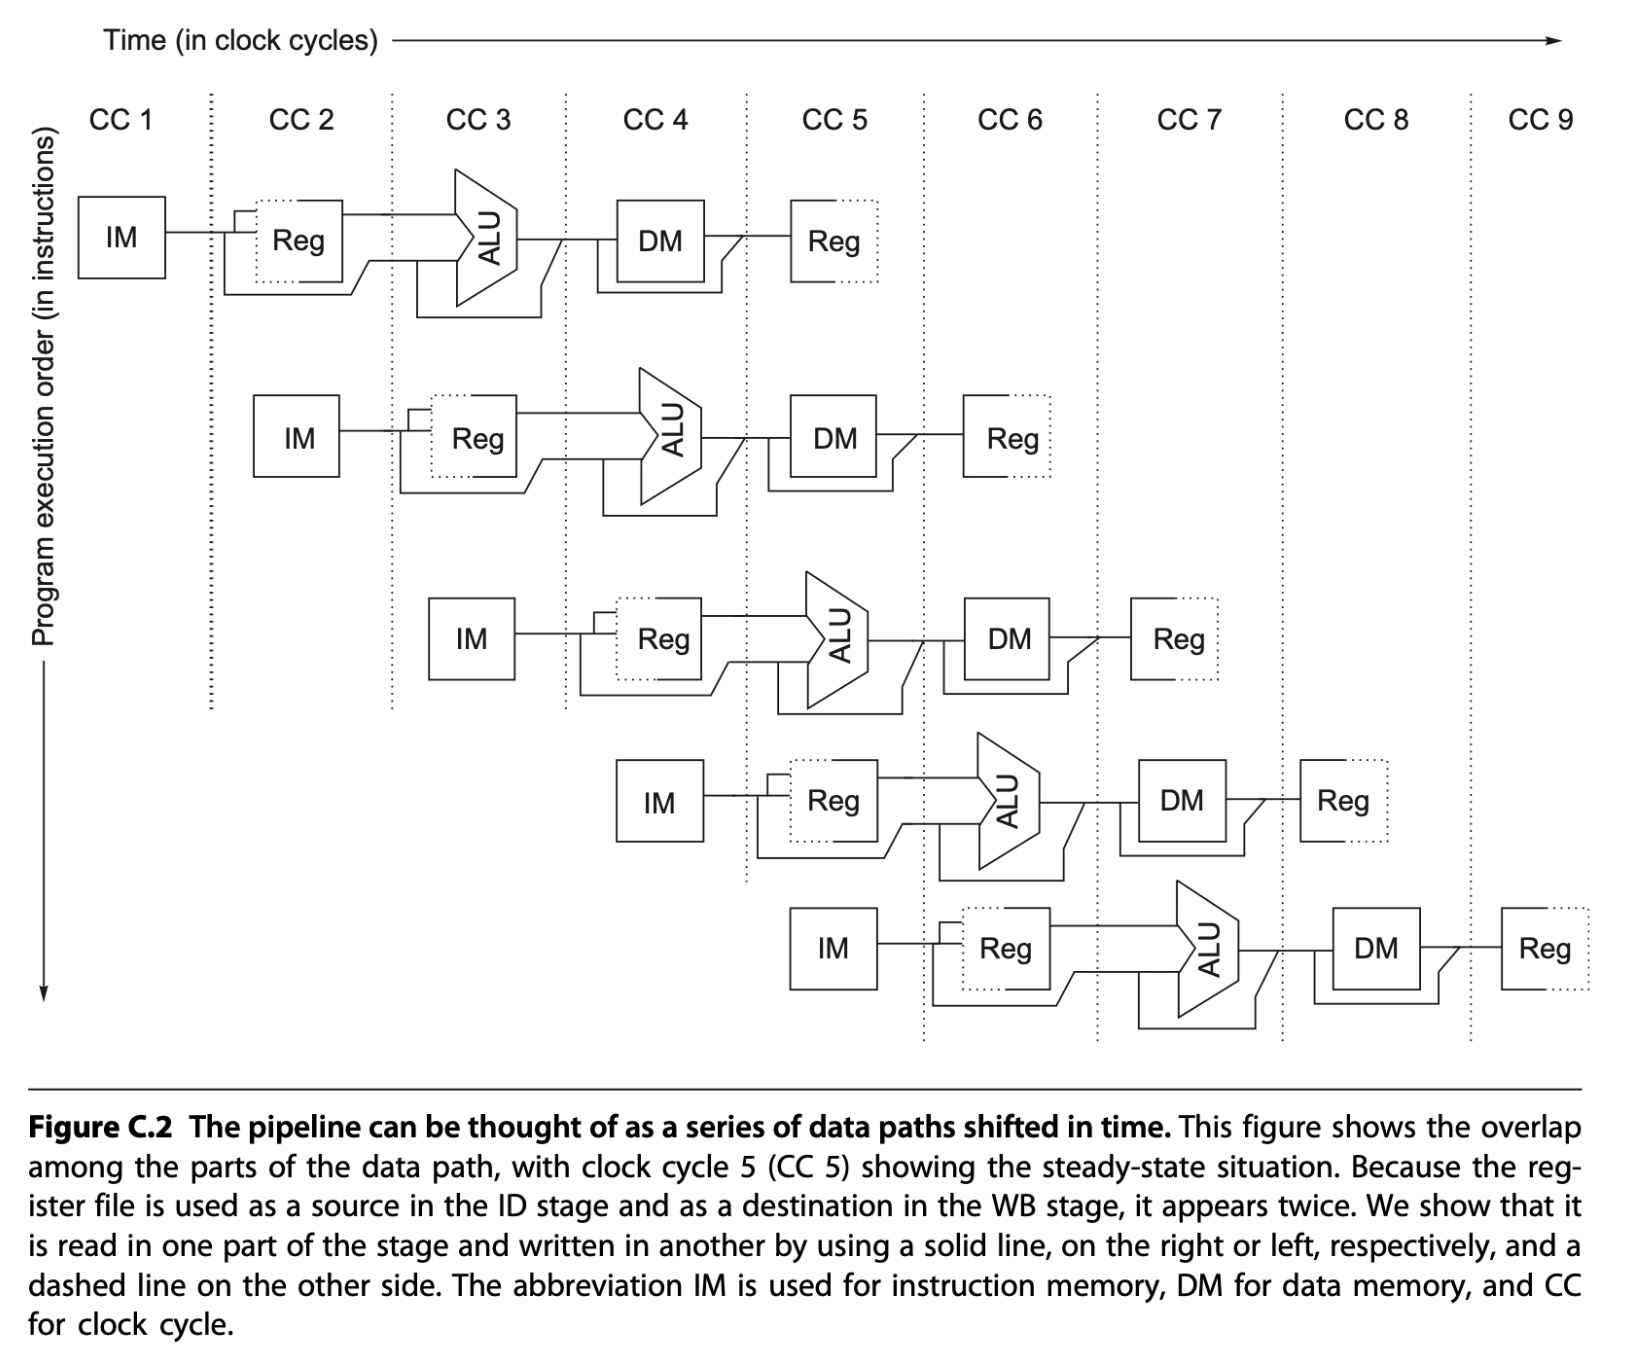 Time (in clock cycles)
CC 1 CC 2 CC 3 CC 4 CC 5 CC 6 CC 7 CC 8 CC 9
Program execution order (in instructions)
IM Reg ALU DM Reg
IM Reg ALU DM Reg
IM Reg ALU DM Reg
IM Reg ALU DM Reg
IM Reg ALU DM Reg
Figure C.2 The pipeline can be thought of as a series of data paths shifted in time. This figure shows the overlap
among the parts of the data path, with clock cycle 5 (CC 5) showing the steady-state situation. Because the reg-
ister file is used as a source in the ID stage and as a destination in the WB stage, it appears twice. We show that it
is read in one part of the stage and written in another by using a solid line, on the right or left, respectively, and a
dashed line on the other side. The abbreviation IM is used for instruction memory, DM for data memory, and CC
for clock cycle.